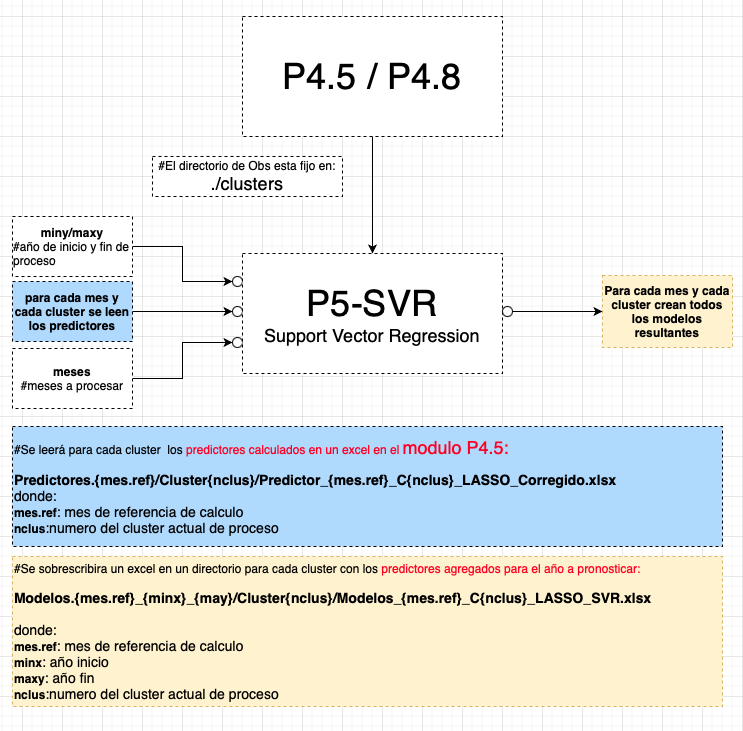 P4.5 / P4.8
#El directorio de Obs esta fijo en:
./clusters
miny/maxy
#año de inicio y fin de
proceso
para cada mes y
cada cluster se leen
los predictores
meses
#meses a procesar
P5-SVR
Support Vector Regression
Para cada mes y cada
cluster crean todos
los modelos
resultantes
#Se leerá para cada cluster los predictores calculados en un excel en el modulo P4.5:
Predictores.{mes.ref}/Cluster{nclus}/Predictor_{mes.ref}_C{nclus}_LASSO_Corregido.xlsx
donde:
mes.ref: mes de referencia de calculo
nclus:numero del cluster actual de proceso
#Se sobrescribira un excel en un directorio para cada cluster con los predictores agregados para el año a pronosticar:
Modelos.{mes.ref}_{minx}_{may}/Cluster{nclus}/Modelos_{mes.ref}_C{nclus}_LASSO_SVR.xlsx
donde:
mes.ref: mes de referencia de calculo
minx: año inicio
maxy: año fin
nclus:numero del cluster actual de proceso